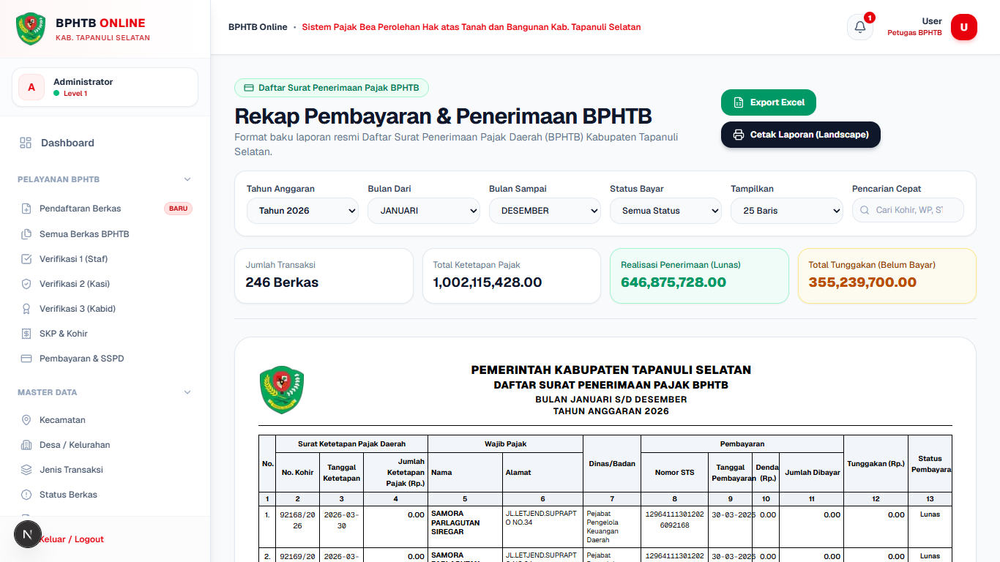 BPHTB ONLINE
KAB. TAPANULI SELATAN
A
Administrator
Level 1
Dashboard
PELAYANAN BPHTB
Pendaftaran Berkas
BARU
Semua Berkas BPHTB
Verifikasi 1 (Staf)
Verifikasi 2 (Kasi)
Verifikasi 3 (Kabid)
SKP & Kohir
Pembayaran & SSPD
MASTER DATA
Kecamatan
Desa / Kelurahan
Jenis Transaksi
Status Berkas
N
Keluar / Logout
BPHTB Online • Sistem Pajak Bea Perolehan Hak atas Tanah dan Bangunan Kab. Tapanuli Selatan
1
User
Petugas BPHTB
U
Daftar Surat Penerimaan Pajak BPHTB
Rekap Pembayaran & Penerimaan BPHTB
Format baku laporan resmi Daftar Surat Penerimaan Pajak Daerah (BPHTB) Kabupaten Tapanuli
Selatan.
Export Excel
Cetak Laporan (Landscape)
Tahun Anggaran
Tahun 2026
Bulan Dari
JANUARI
Bulan Sampai
DESEMBER
Status Bayar
Semua Status
Tampilkan
25 Baris
Pencarian Cepat
Cari Kohir, WP, ST
Jumlah Transaksi
246 Berkas
Total Ketetapan Pajak
1,002,115,428.00
Realisasi Penerimaan (Lunas)
646,875,728.00
Total Tunggakan (Belum Bayar)
355,239,700.00
PEMERINTAH KABUPATEN TAPANULI SELATAN
DAFTAR SURAT PENERIMAAN PAJAK BPHTB
BULAN JANUARI S/D DESEMBER
TAHUN ANGGARAN 2026
No.
Surat Ketetapan Pajak Daerah
Wajib Pajak
Dinas/Badan
Pembayaran
Tunggakan (Rp.)
Status
Pembayara
No. Kohir
Tanggal
Ketetapan
Jumlah
Ketetapan
Pajak (Rp.)
Nama
Alamat
Nomor STS
Tanggal
Pembayaran
Denda
(Rp.)
Jumlah Dibayar
1 2 3 4 5 6 7 8 9 10 11 12 13
1.
92168/20
26
2026-03-
30
0.00
SAMORA
PARLAGUTAN
SIREGAR
JL.LETJEND.SUPRAPT
O NO.34
Pejabat
Pengelola
Keuangan
Daerah
12964111301202
6092168
30-03-2026
0.00
0.00
0.00
Lunas
2.
92169/20
2026-03-
0.00
SAMORA
12964111301202
30-03-2026
0.00
0.00
0.00
Lunas
Pejabat